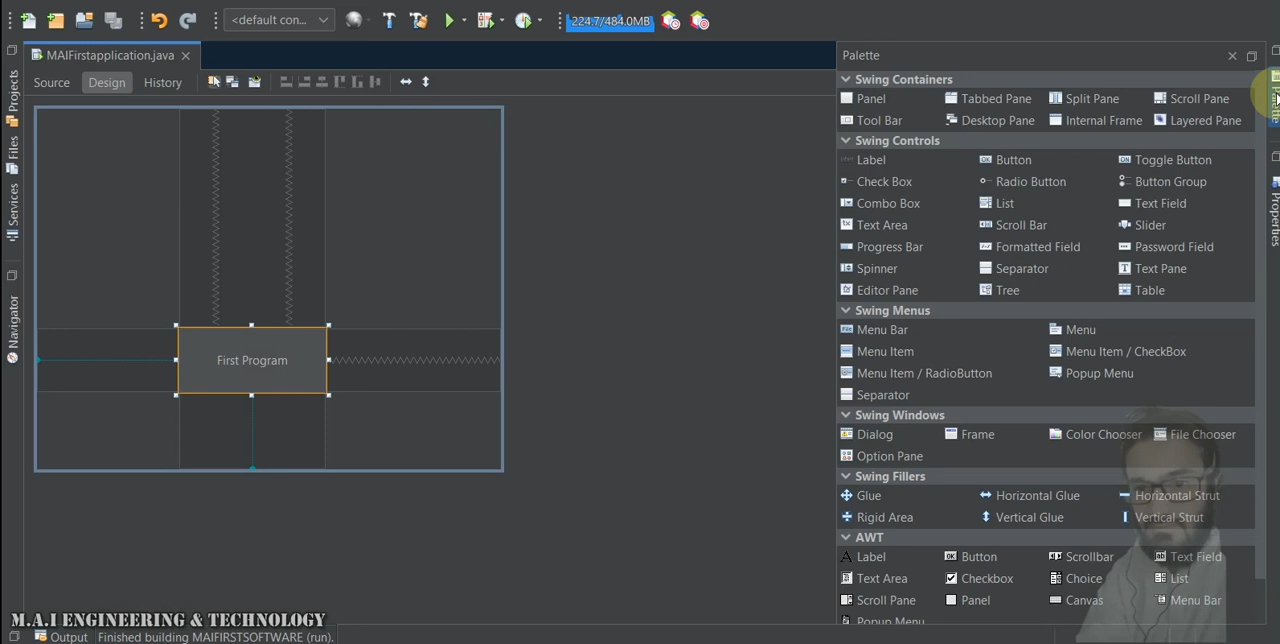 <default con...
224.7/484.0MB
MAIFirstapplication.java
Palette
Source Design History
Swing Containers
Panel Tabbed Pane Split Pane Scroll Pane
Tool Bar Desktop Pane Internal Frame Layered Pane
Swing Controls
Label Button Toggle Button
Check Box Radio Button Button Group
Combo Box List Text Field
Text Area Scroll Bar Slider
Progress Bar Formatted Field Password Field
Spinner Separator Text Pane
Editor Pane Tree Table
Swing Menus
Menu Bar Menu
Menu Item Menu Item / CheckBox
Menu Item / RadioButton Popup Menu
Separator
Swing Windows
Dialog Frame Color Chooser File Chooser
Option Pane
Swing Fillers
Glue Horizontal Glue Horizontal Strut
Rigid Area Vertical Glue Vertical Strut
AWT
Label Button Scrollbar Text Field
Text Area Checkbox Choice List
Scroll Pane Panel Canvas Menu Bar
Popup Menu
First Program
Projects
Files
Services
Navigator
Palette
Properties
M.A.I ENGINEERING & TECHNOLOGY
Output Finished building MAIFIRSTSOFTWARE (run).